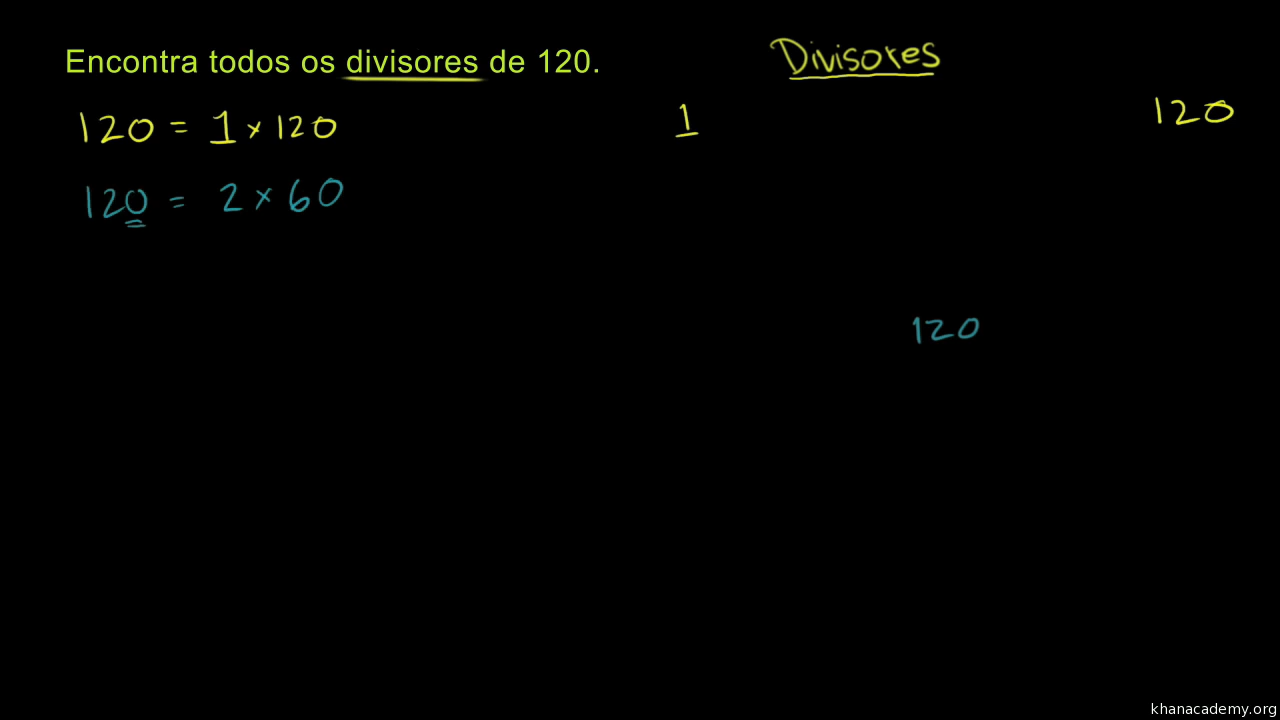 Encontra todos os divisores de 120.
Divisores
120 = 1 × 120
1
120
120 = 2 × 60
120
khanacademy.org